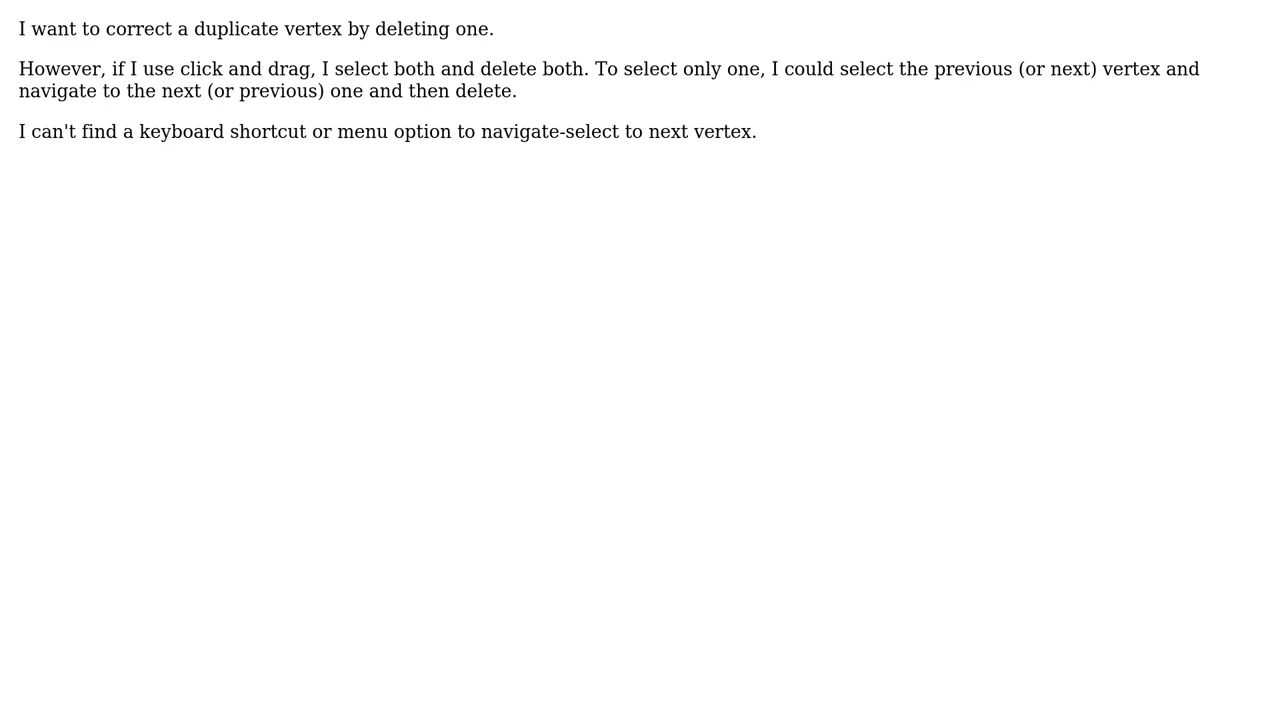 I want to correct a duplicate vertex by deleting one.
However, if I use click and drag, I select both and delete both. To select only one, I could select the previous (or next) vertex and
navigate to the next (or previous) one and then delete.
I can't find a keyboard shortcut or menu option to navigate-select to next vertex.